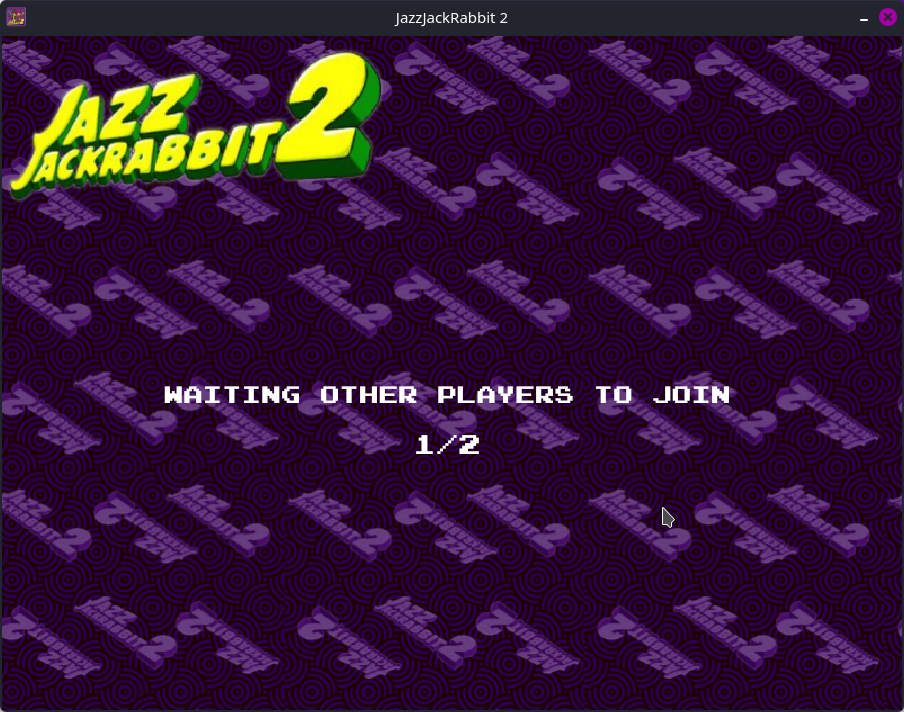 JazzJackRabbit 2
JAZZ
JACKRABBIT 2
WAITING OTHER PLAYERS TO JOIN
1/2